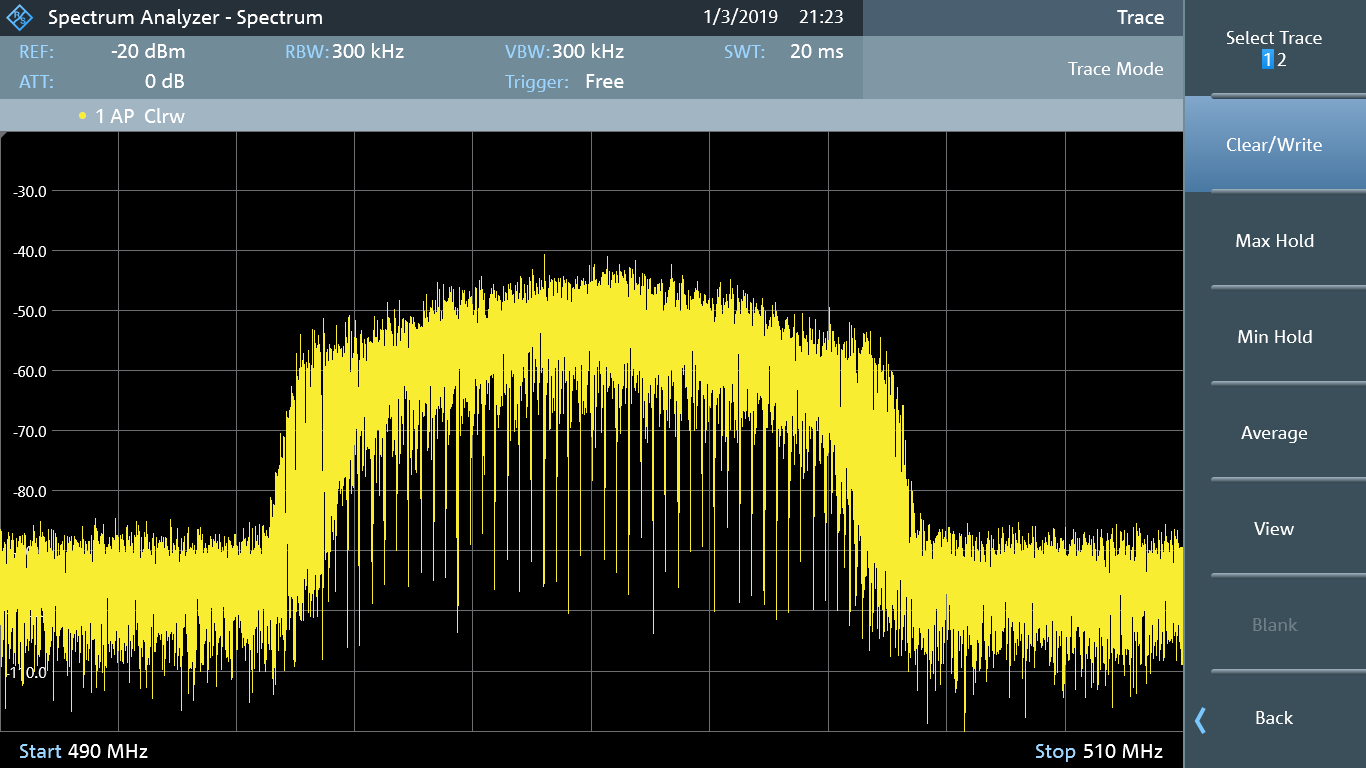 Spectrum Analyzer - Spectrum 1/3/2019 21:23 Trace
REF: -20 dBm RBW: 300 kHz VBW: 300 kHz SWT: 20 ms
ATT: 0 dB Trigger: Free
Trace Mode
1 AP Clrw
-30.0
-40.0
-50.0
-60.0
-70.0
-80.0
-110.0
Start 490 MHz Stop 510 MHz
Select Trace
1 2
Clear/Write
Max Hold
Min Hold
Average
View
Blank
Back